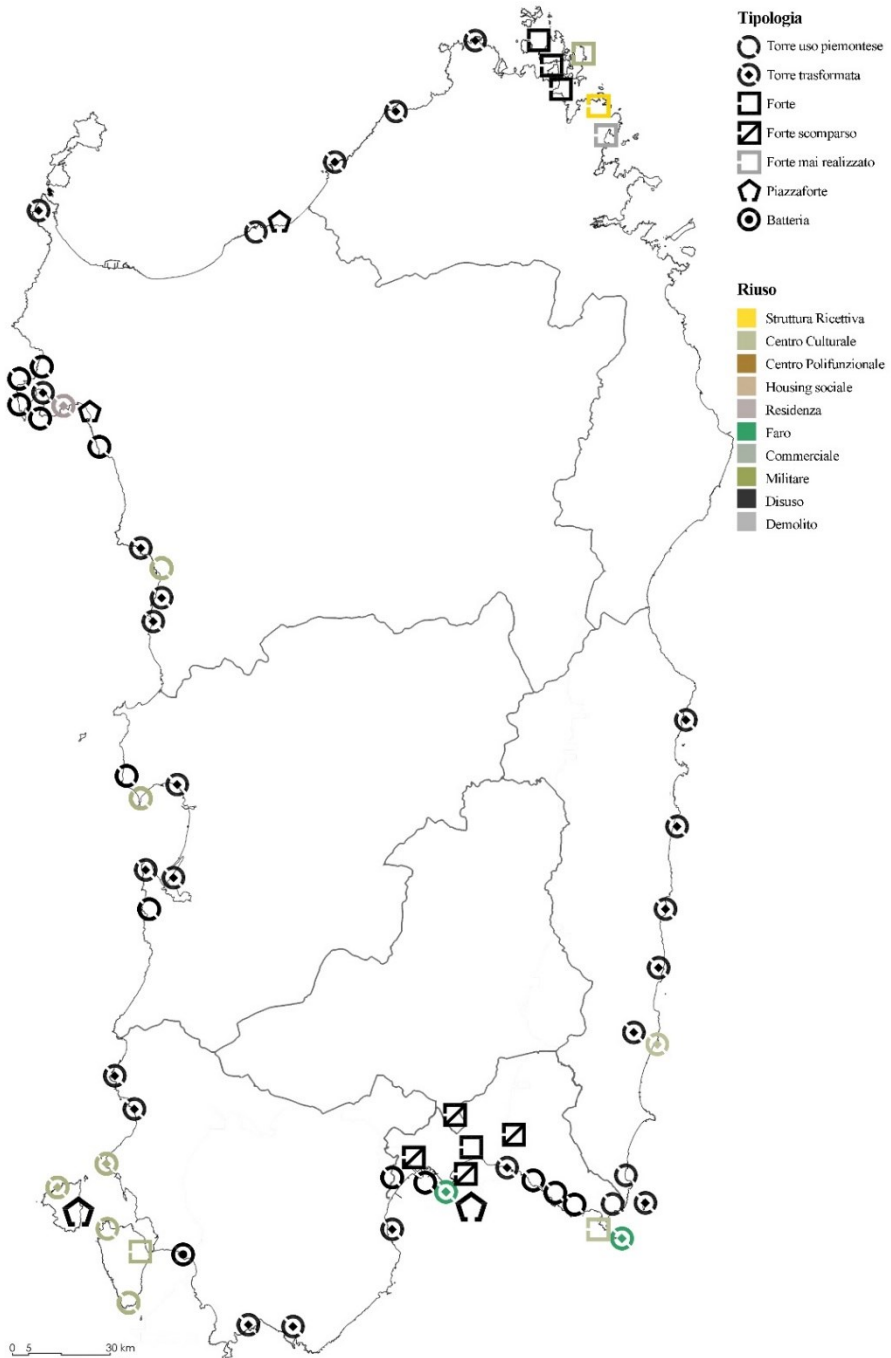 Tipologia
Torre uso piemontese
Torre trasformata
Forte
Forte scomparso
Forte mai realizzato
Piazzaforte
Batteria
Riuso
Struttura Ricettiva
Centro Culturale
Centro Polifunzionale
Housing sociale
Residenza
Faro
Commerciale
Militare
Disuso
Demolito
0 5 30 km